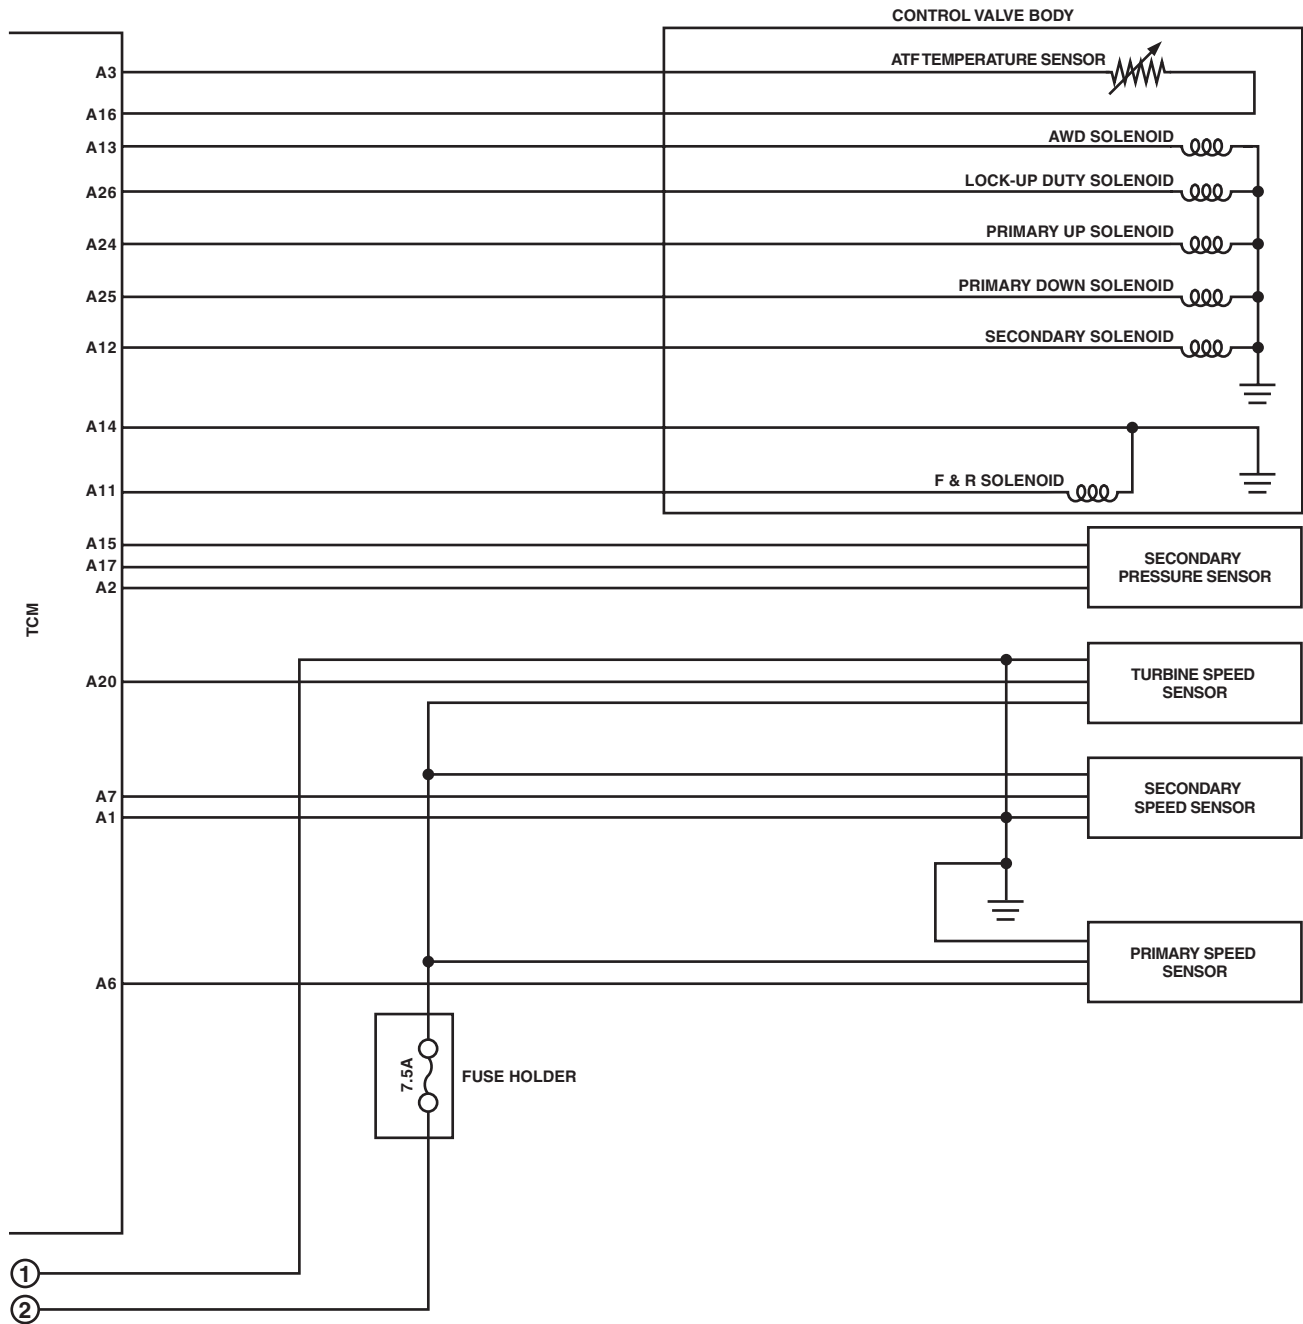 CONTROL VALVE BODY
A3
ATF TEMPERATURE SENSOR
A16
A13
AWD SOLENOID
A26
LOCK-UP DUTY SOLENOID
A24
PRIMARY UP SOLENOID
A25
PRIMARY DOWN SOLENOID
A12
SECONDARY SOLENOID
A14
A11
F & R SOLENOID
A15
A17
A2
SECONDARY
PRESSURE SENSOR
TCM
A20
TURBINE SPEED
SENSOR
A7
A1
SECONDARY
SPEED SENSOR
A6
PRIMARY SPEED
SENSOR
7.5A
FUSE HOLDER
1
2